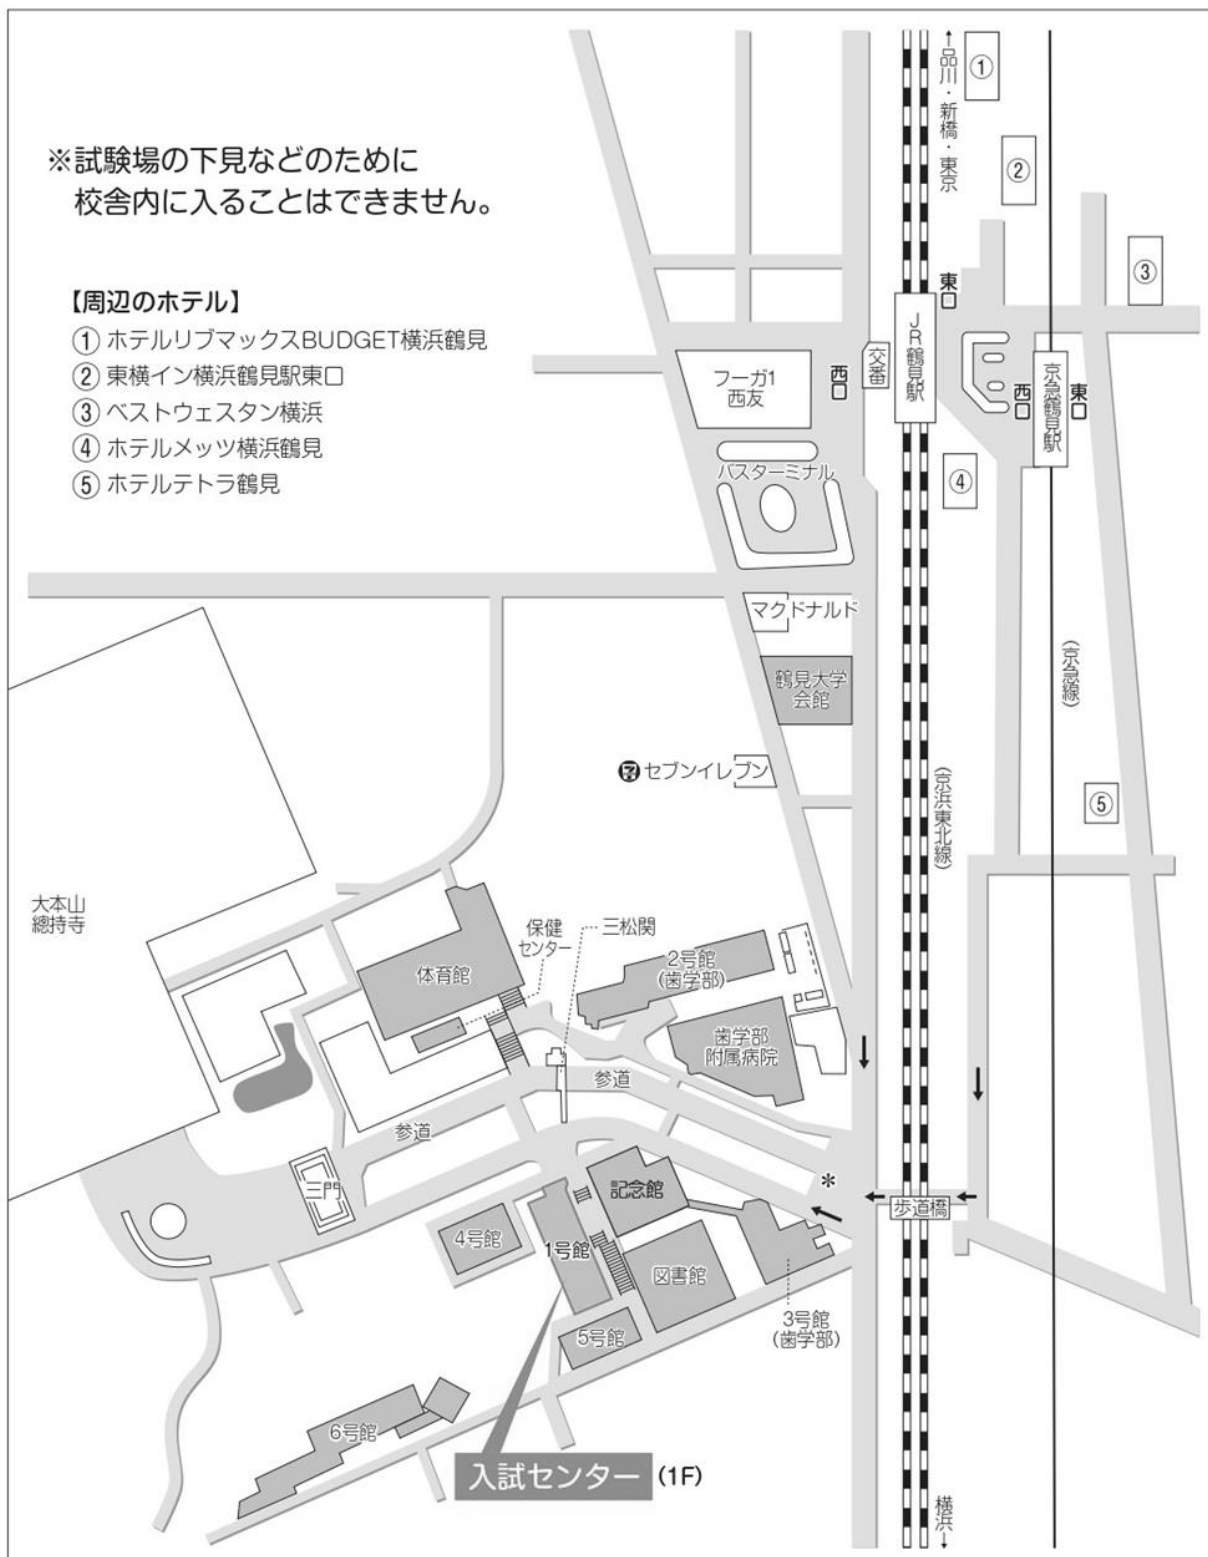 ※試験場の下見などのために
校舎内に入ることはできません。
【周辺のホテル】
① ホテルリブマックスBUDGET横浜鶴見
② 東横イン横浜鶴見駅東口
③ ベストウェスタン横浜
④ ホテルメッツ横浜鶴見
⑤ ホテルテトラ鶴見
←品川・新橋・東京
①
②
③
東口
JR鶴見駅
交番
西口
フーガ1
西友
西口
京急鶴見駅
東口
バスターミナル
④
マクドナルド
鶴見大学
会館
(京急線)
セブンイレブン
(京浜東北線)
⑤
大本山
總持寺
保健
センター
三松関
体育館
2号館
(歯学部)
歯学部
附属病院
参道
参道
三門
*
記念館
歩道橋
4号館
1号館
図書館
3号館
(歯学部)
5号館
6号館
入試センター (1F)
横浜→